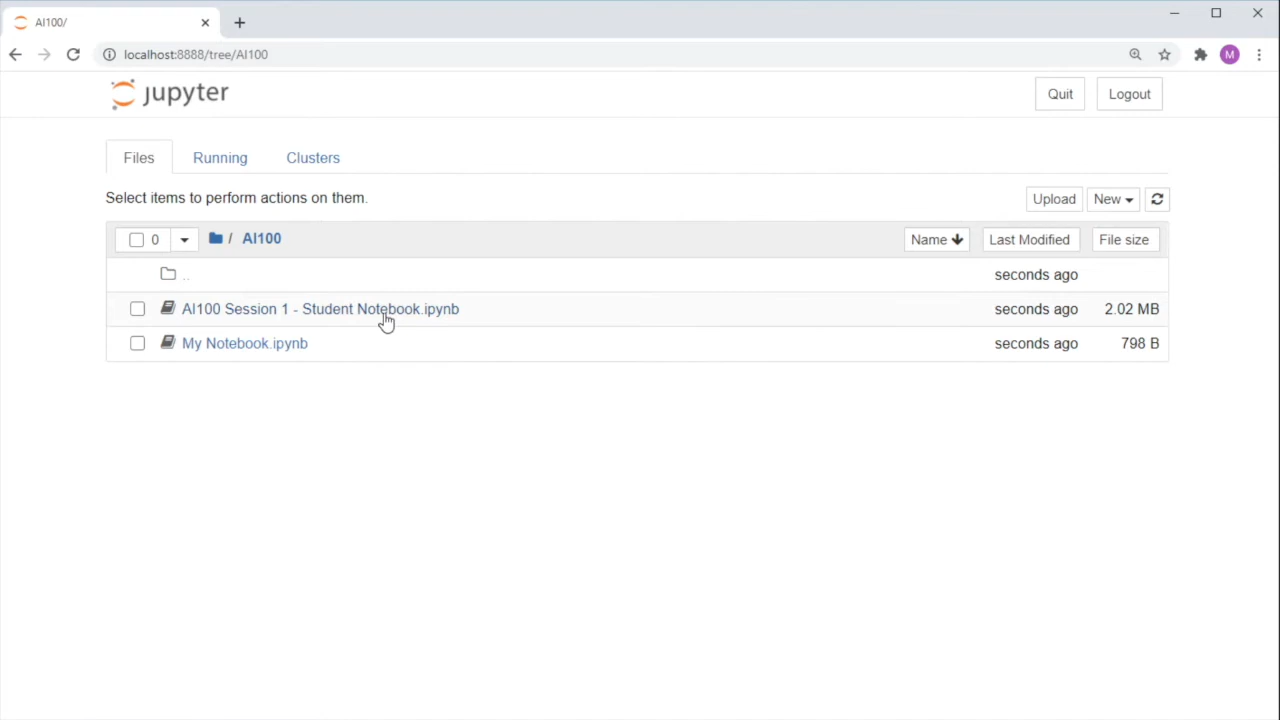 AI100/
localhost:8888/tree/AI100
M
jupyter
Quit
Logout
Files
Running
Clusters
Select items to perform actions on them.
Upload
New
0
/ AI100
Name
Last Modified
File size
..
seconds ago
AI100 Session 1 - Student Notebook.ipynb
seconds ago
2.02 MB
My Notebook.ipynb
seconds ago
798 B